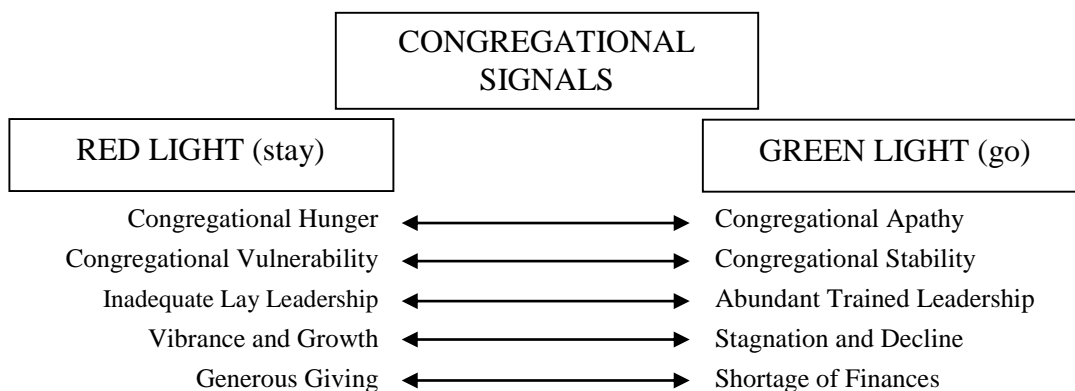 CONGREGATIONAL
SIGNALS
RED LIGHT (stay)
GREEN LIGHT (go)
Congregational Hunger
Congregational Apathy
Congregational Vulnerability
Congregational Stability
Inadequate Lay Leadership
Abundant Trained Leadership
Vibrance and Growth
Stagnation and Decline
Generous Giving
Shortage of Finances